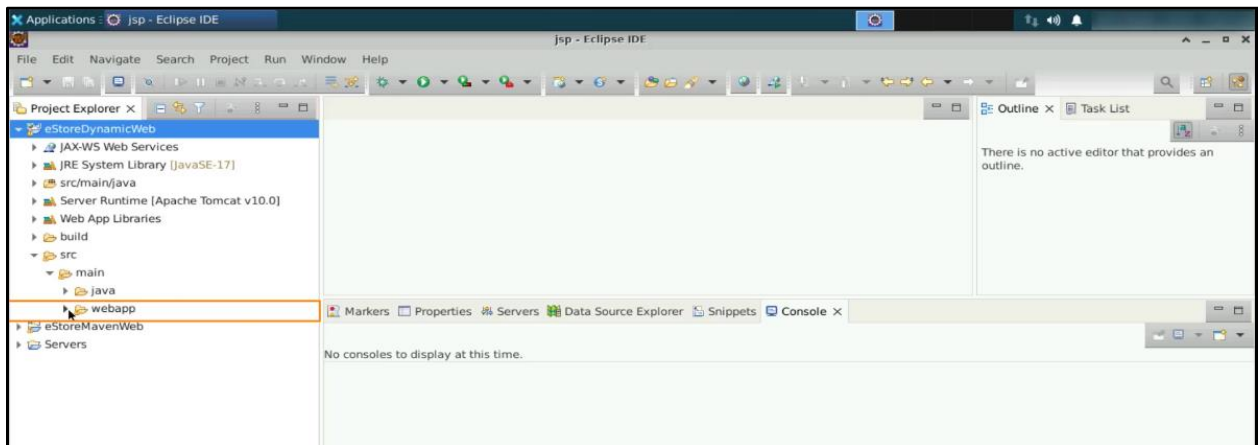 Applications : jsp - Eclipse IDE
jsp - Eclipse IDE
File Edit Navigate Search Project Run Window Help
Project Explorer
Outline Task List
eStoreDynamicWeb
JAX-WS Web Services
JRE System Library [JavaSE-17]
src/main/java
Server Runtime [Apache Tomcat v10.0]
Web App Libraries
build
src
main
java
webapp
eStoreMavenWeb
Servers
There is no active editor that provides an
outline.
Markers Properties Servers Data Source Explorer Snippets Console
No consoles to display at this time.